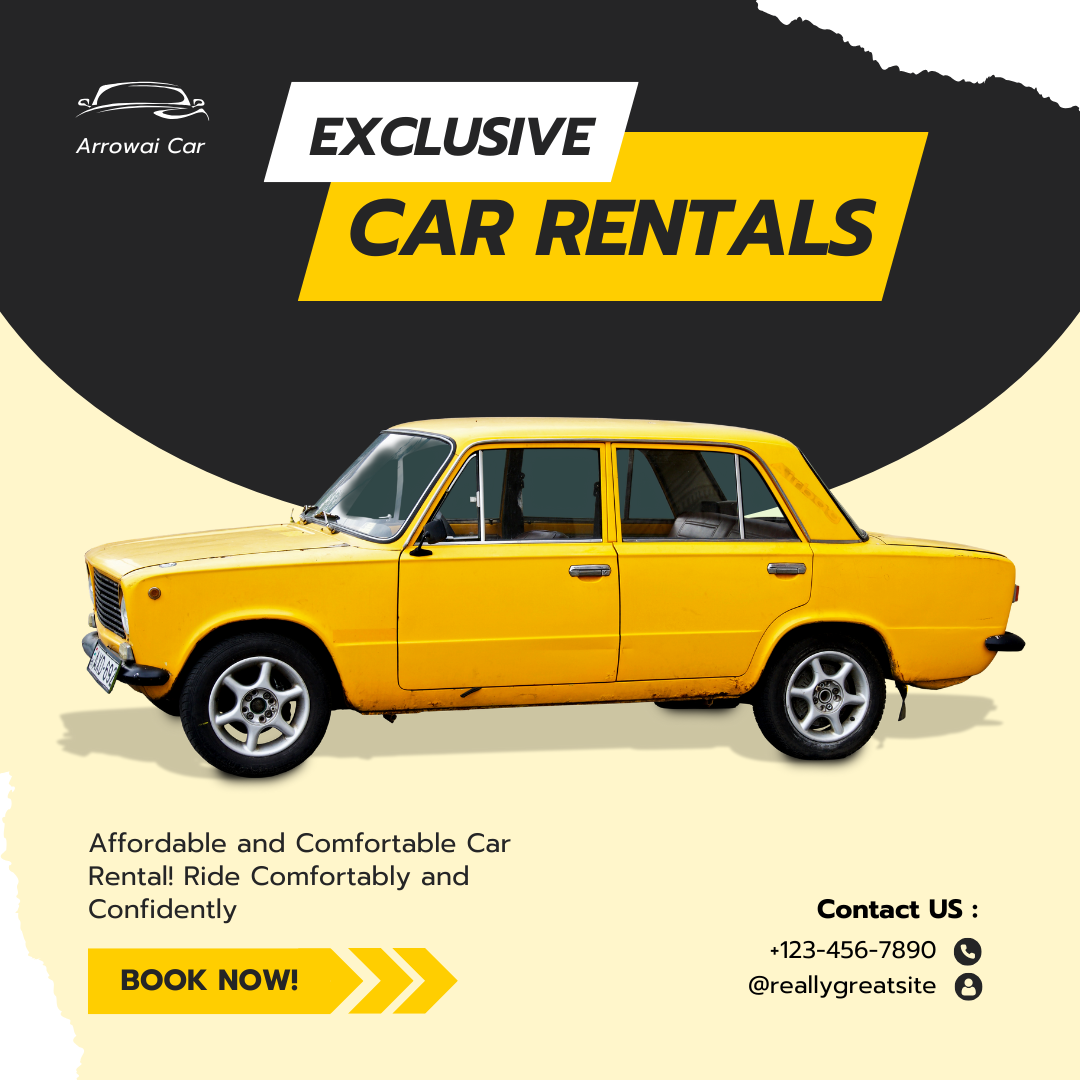 Arrowai Car
EXCLUSIVE
CAR RENTALS
Affordable and Comfortable Car
Rental! Ride Comfortably and
Confidently
BOOK NOW!
Contact US :
+123-456-7890
@reallygreatsite